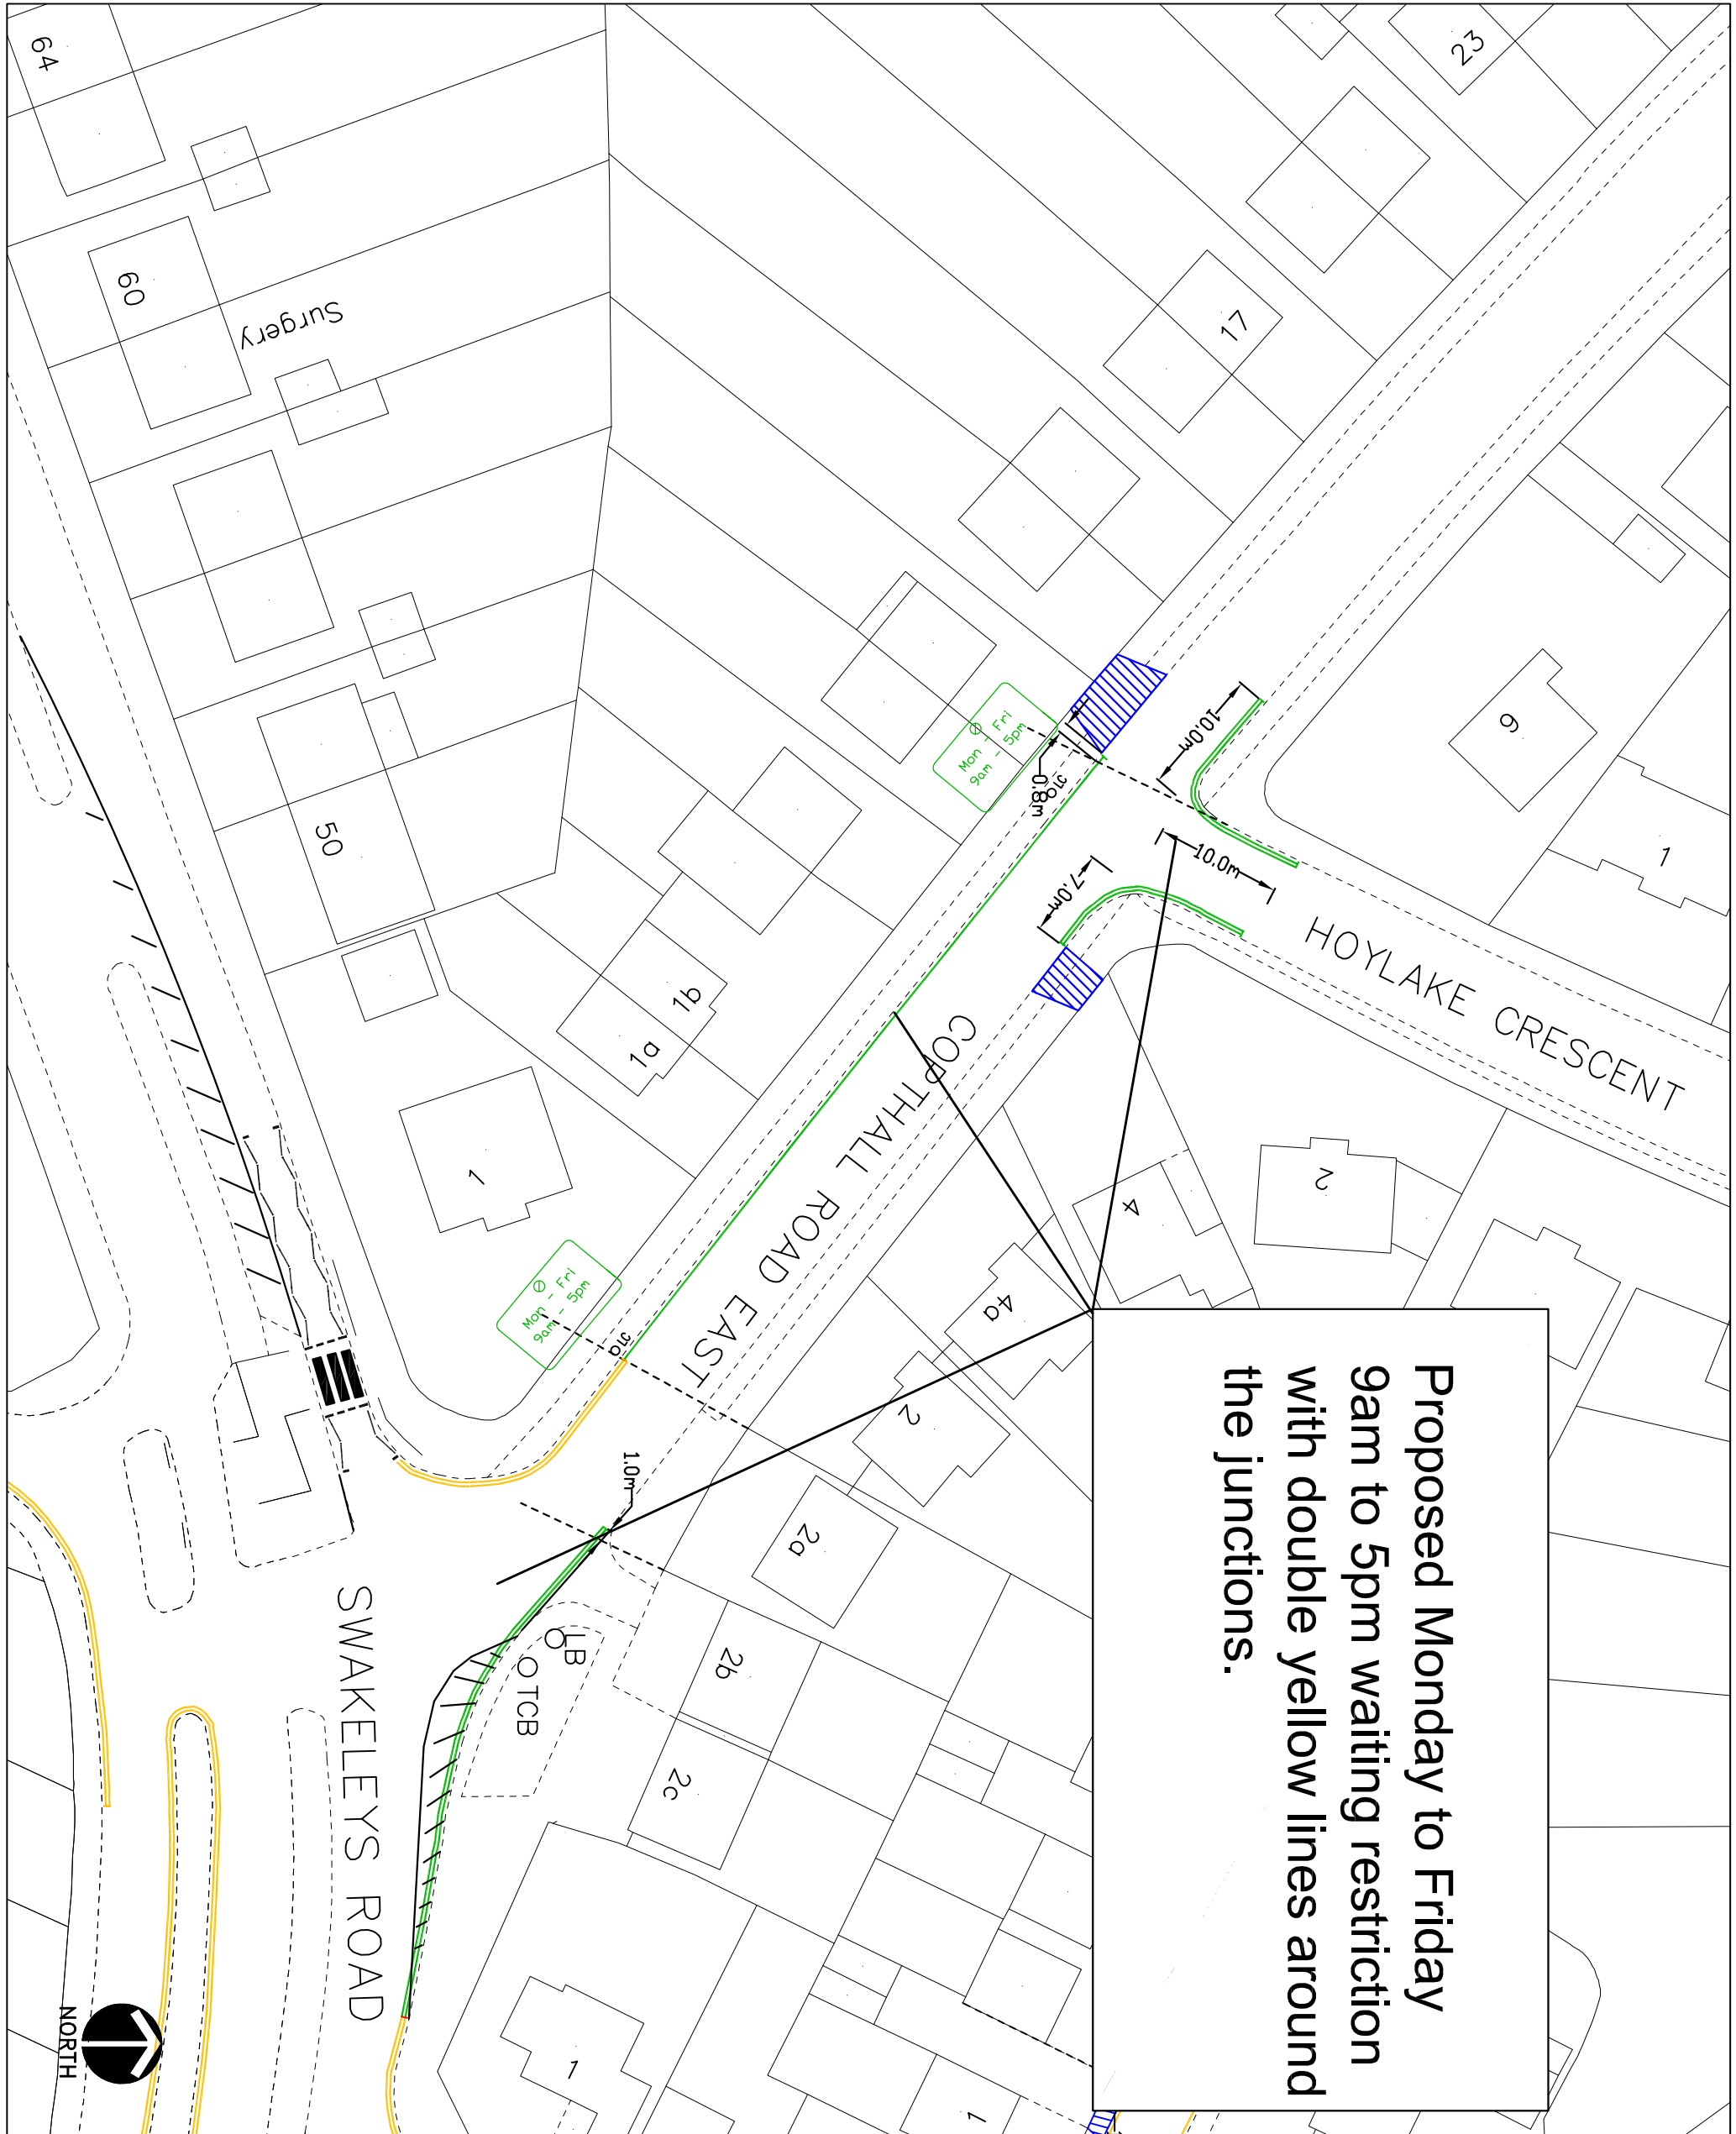 Proposed Monday to Friday
9am to 5pm waiting restriction
with double yellow lines around
the junctions.
HOYLAKE CRESCENT
COPTHALL ROAD EAST
SWAKELEYS ROAD
NORTH
Surgery
LB
TCB
Mon - Fri
9am - 5pm
Mon - Fri
9am - 5pm
10.0m
10.0m
7.0m
0.8m
1.0m
o/s
o/s
64
60
50
23
17
9
1
1b
1a
1
2
4
4a
2
2a
2b
2c
1
1